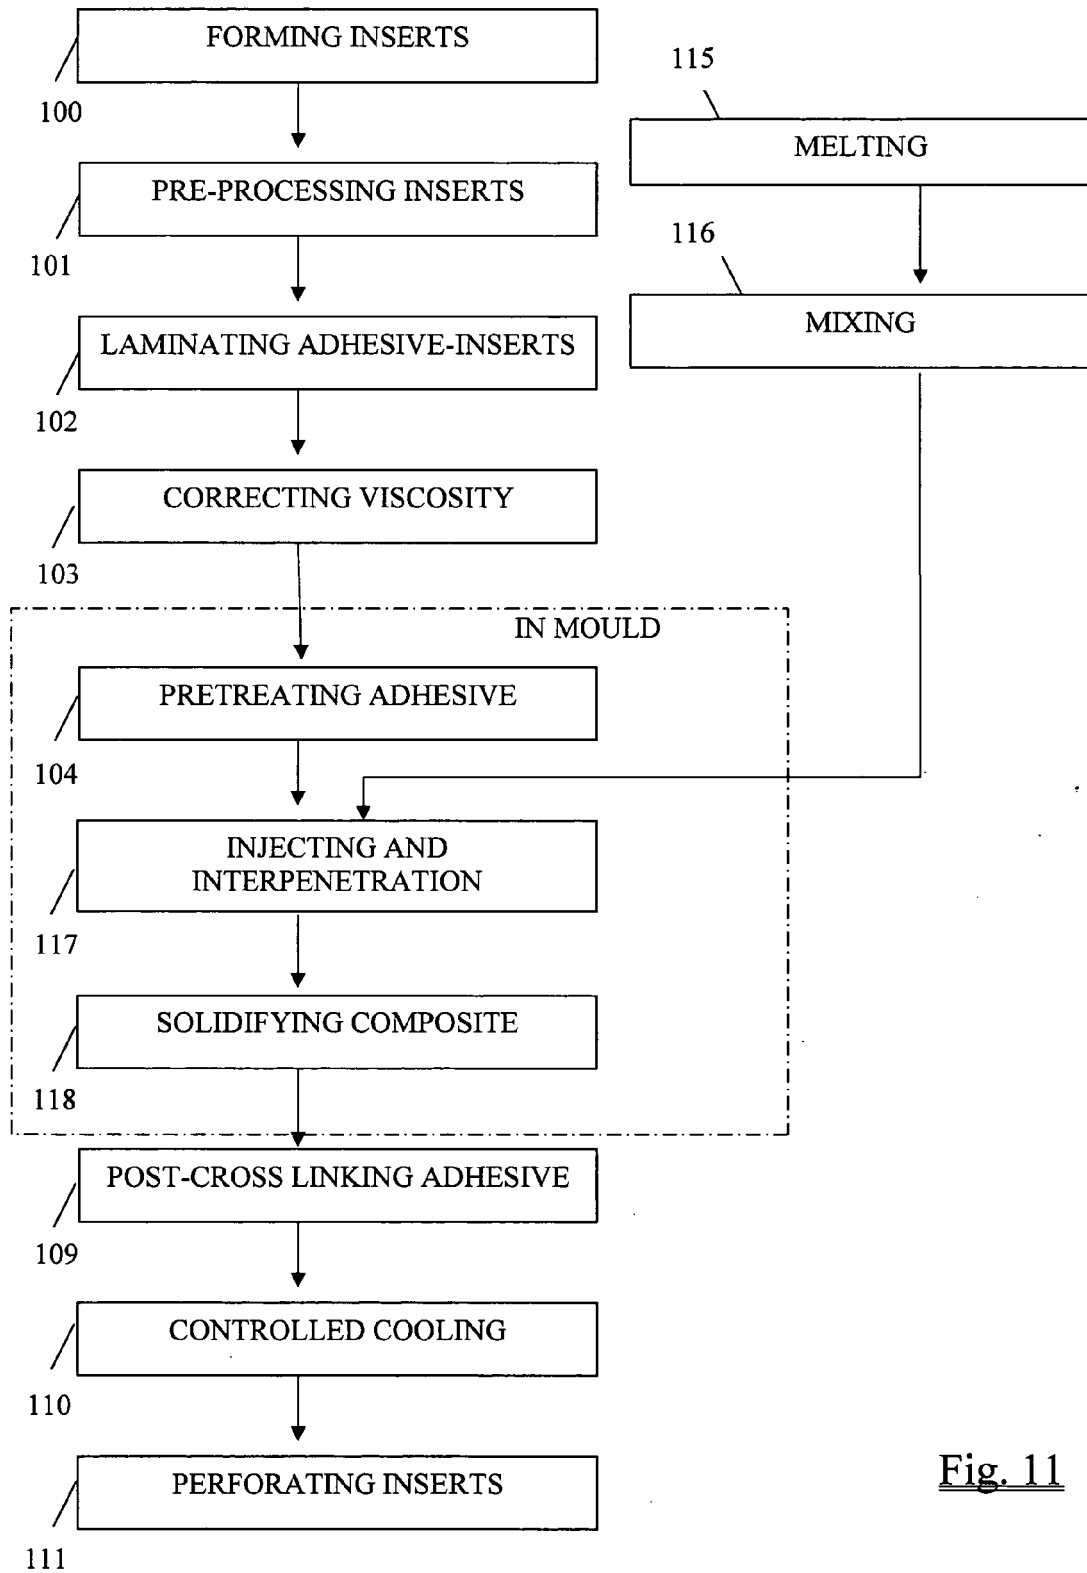 FORMING INSERTS
100
PRE-PROCESSING INSERTS
101
LAMINATING ADHESIVE-INSERTS
102
CORRECTING VISCOSITY
103
115
MELTING
116
MIXING
IN MOULD
PRETREATING ADHESIVE
104
INJECTING AND
INTERPENETRATION
117
SOLIDIFYING COMPOSITE
118
POST-CROSS LINKING ADHESIVE
109
CONTROLLED COOLING
110
PERFORATING INSERTS
111
Fig. 11